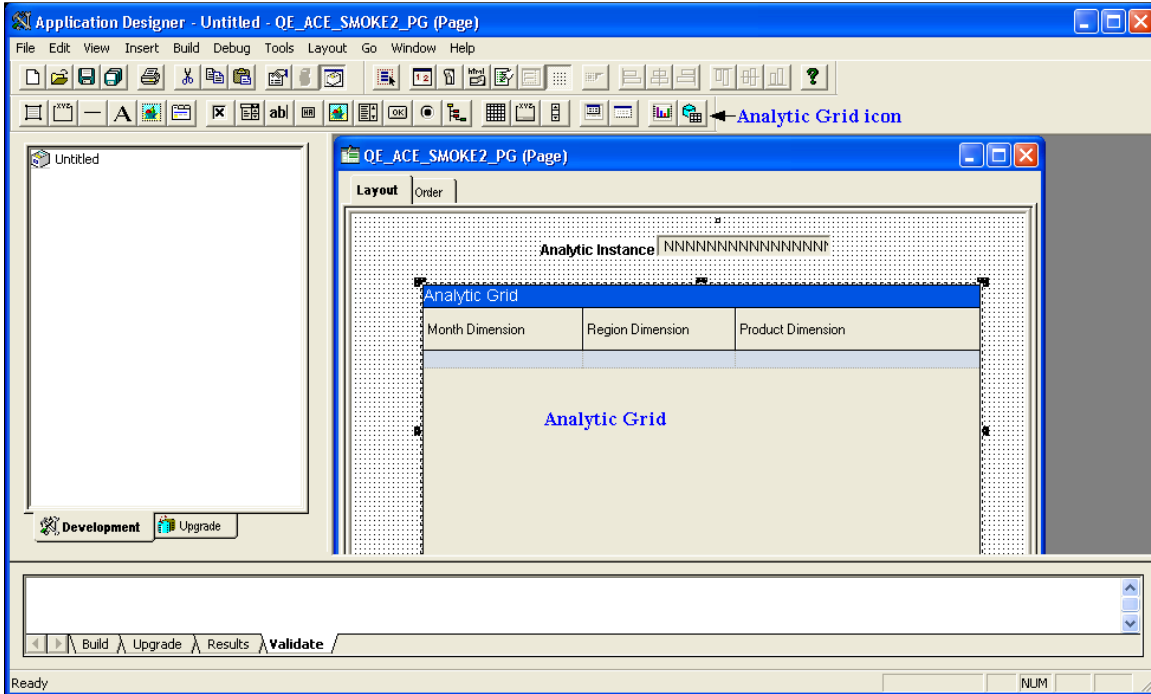 Application Designer - Untitled - QE_ACE_SMOKE2_PG (Page)
File Edit View Insert Build Debug Tools Layout Go Window Help
Analytic Grid icon
Untitled
QE_ACE_SMOKE2_PG (Page)
Layout Order
Analytic Instance NNNNNNNNNNNNNNNN
Analytic Grid
Month Dimension Region Dimension Product Dimension
Analytic Grid
Development Upgrade
Build Upgrade Results Validate
Ready NUM